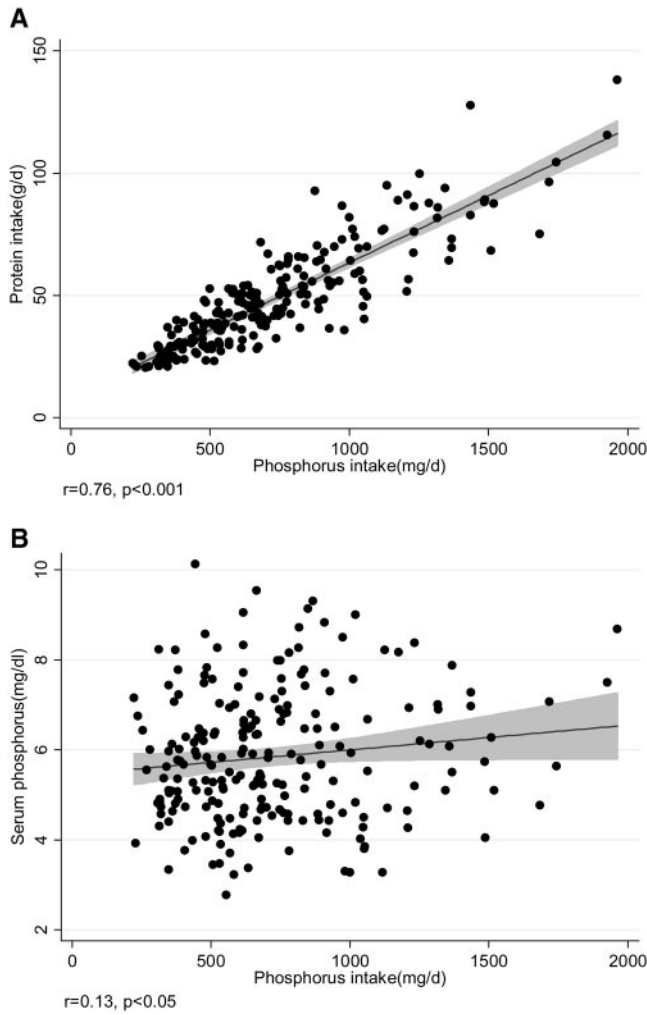 A
Protein intake(g/d)
150
100
50
0
0 500 1000 1500 2000
Phosphorus intake(mg/d)
r=0.76, p<0.001
B
Serum phosphorus(mg/dl)
10
8
6
4
2
0 500 1000 1500 2000
Phosphorus intake(mg/d)
r=0.13, p<0.05